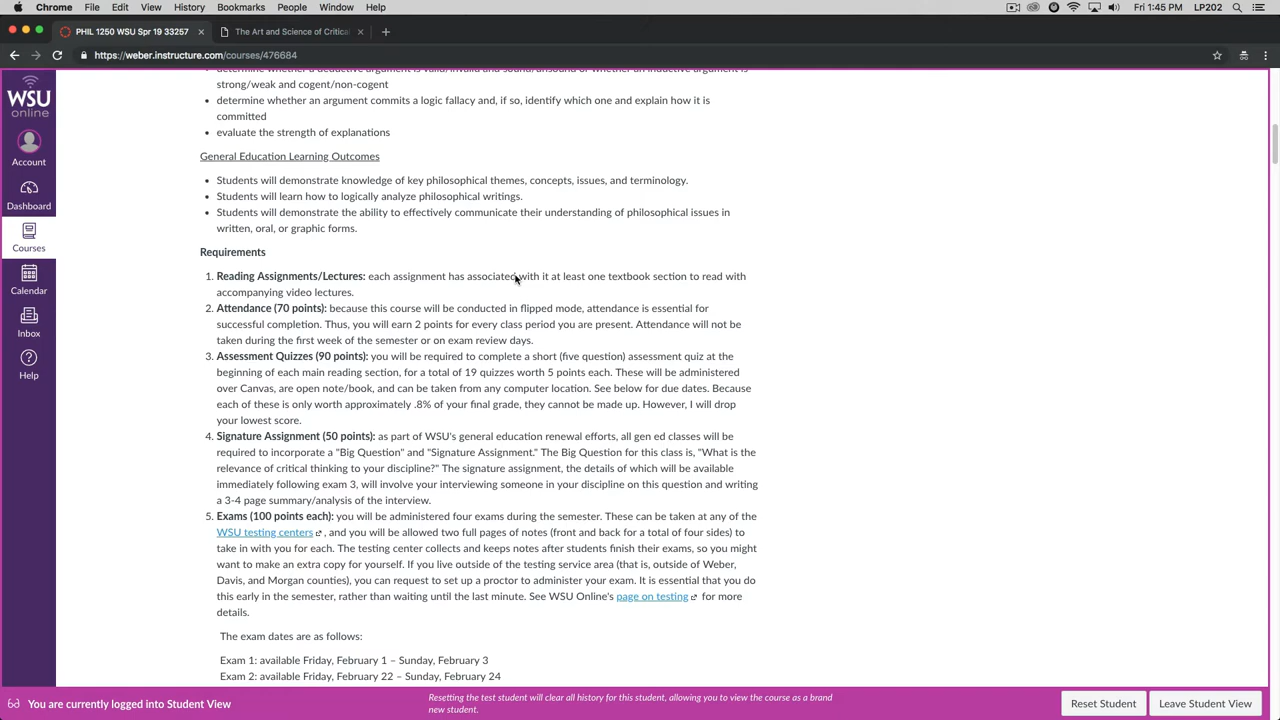 Chrome File Edit View History Bookmarks People Window Help Fri 1:45 PM LP202
PHIL 1250 WSU Spr 19 33257 The Art and Science of Critical
https://weber.instructure.com/courses/476684
WSU
online
Account
Dashboard
Courses
Calendar
Inbox
Help
determine whether a deductive argument is valid/invalid and sound/unsound or whether an inductive argument is
strong/weak and cogent/non-cogent
determine whether an argument commits a logic fallacy and, if so, identify which one and explain how it is
committed
evaluate the strength of explanations
General Education Learning Outcomes
Students will demonstrate knowledge of key philosophical themes, concepts, issues, and terminology.
Students will learn how to logically analyze philosophical writings.
Students will demonstrate the ability to effectively communicate their understanding of philosophical issues in
written, oral, or graphic forms.
Requirements
1. Reading Assignments/Lectures: each assignment has associated with it at least one textbook section to read with
accompanying video lectures.
2. Attendance (70 points): because this course will be conducted in flipped mode, attendance is essential for
successful completion. Thus, you will earn 2 points for every class period you are present. Attendance will not be
taken during the first week of the semester or on exam review days.
3. Assessment Quizzes (90 points): you will be required to complete a short (five question) assessment quiz at the
beginning of each main reading section, for a total of 19 quizzes worth 5 points each. These will be administered
over Canvas, are open note/book, and can be taken from any computer location. See below for due dates. Because
each of these is only worth approximately .8% of your final grade, they cannot be made up. However, I will drop
your lowest score.
4. Signature Assignment (50 points): as part of WSU's general education renewal efforts, all gen ed classes will be
required to incorporate a "Big Question" and "Signature Assignment." The Big Question for this class is, "What is the
relevance of critical thinking to your discipline?" The signature assignment, the details of which will be available
immediately following exam 3, will involve your interviewing someone in your discipline on this question and writing
a 3-4 page summary/analysis of the interview.
5. Exams (100 points each): you will be administered four exams during the semester. These can be taken at any of the
WSU testing centers , and you will be allowed two full pages of notes (front and back for a total of four sides) to
take in with you for each. The testing center collects and keeps notes after students finish their exams, so you might
want to make an extra copy for yourself. If you live outside of the testing service area (that is, outside of Weber,
Davis, and Morgan counties), you can request to set up a proctor to administer your exam. It is essential that you do
this early in the semester, rather than waiting until the last minute. See WSU Online's page on testing for more
details.
The exam dates are as follows:
Exam 1: available Friday, February 1 – Sunday, February 3
Exam 2: available Friday, February 22 – Sunday, February 24
You are currently logged into Student View
Resetting the test student will clear all history for this student, allowing you to view the course as a brand
new student.
Reset Student
Leave Student View